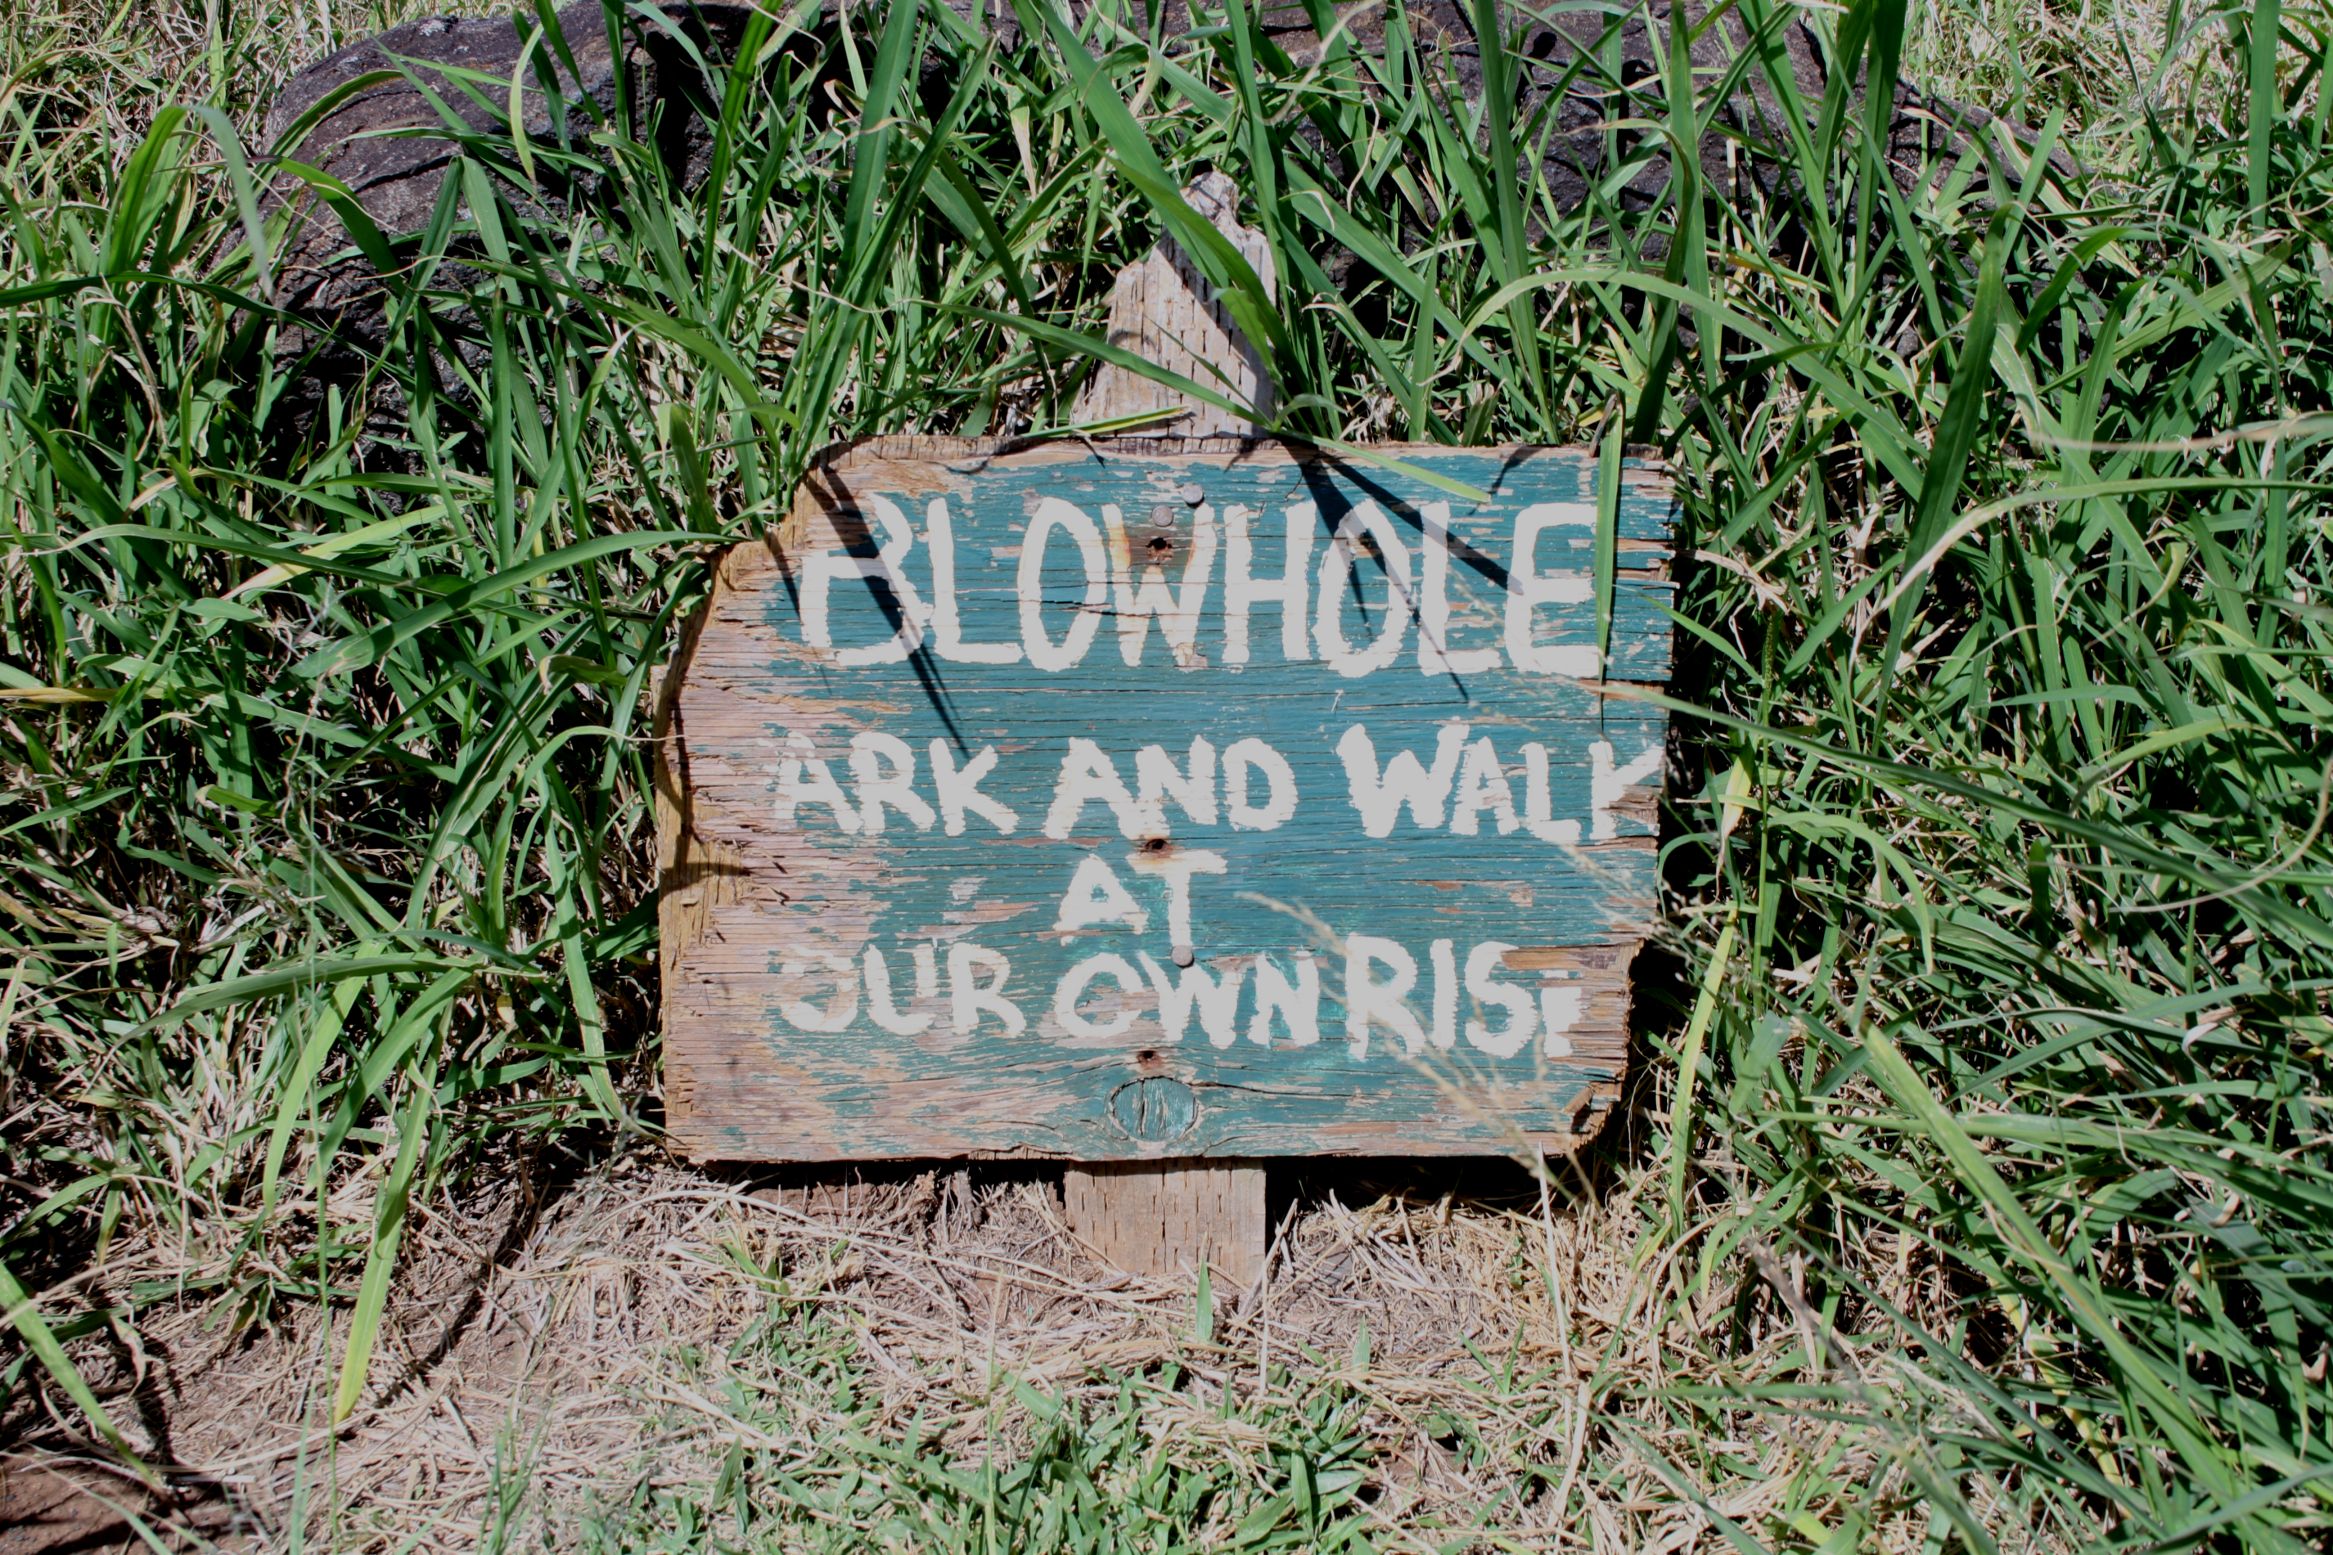 BLOWHOLE
ARK AND WALK
AT
OUR OWN RISE